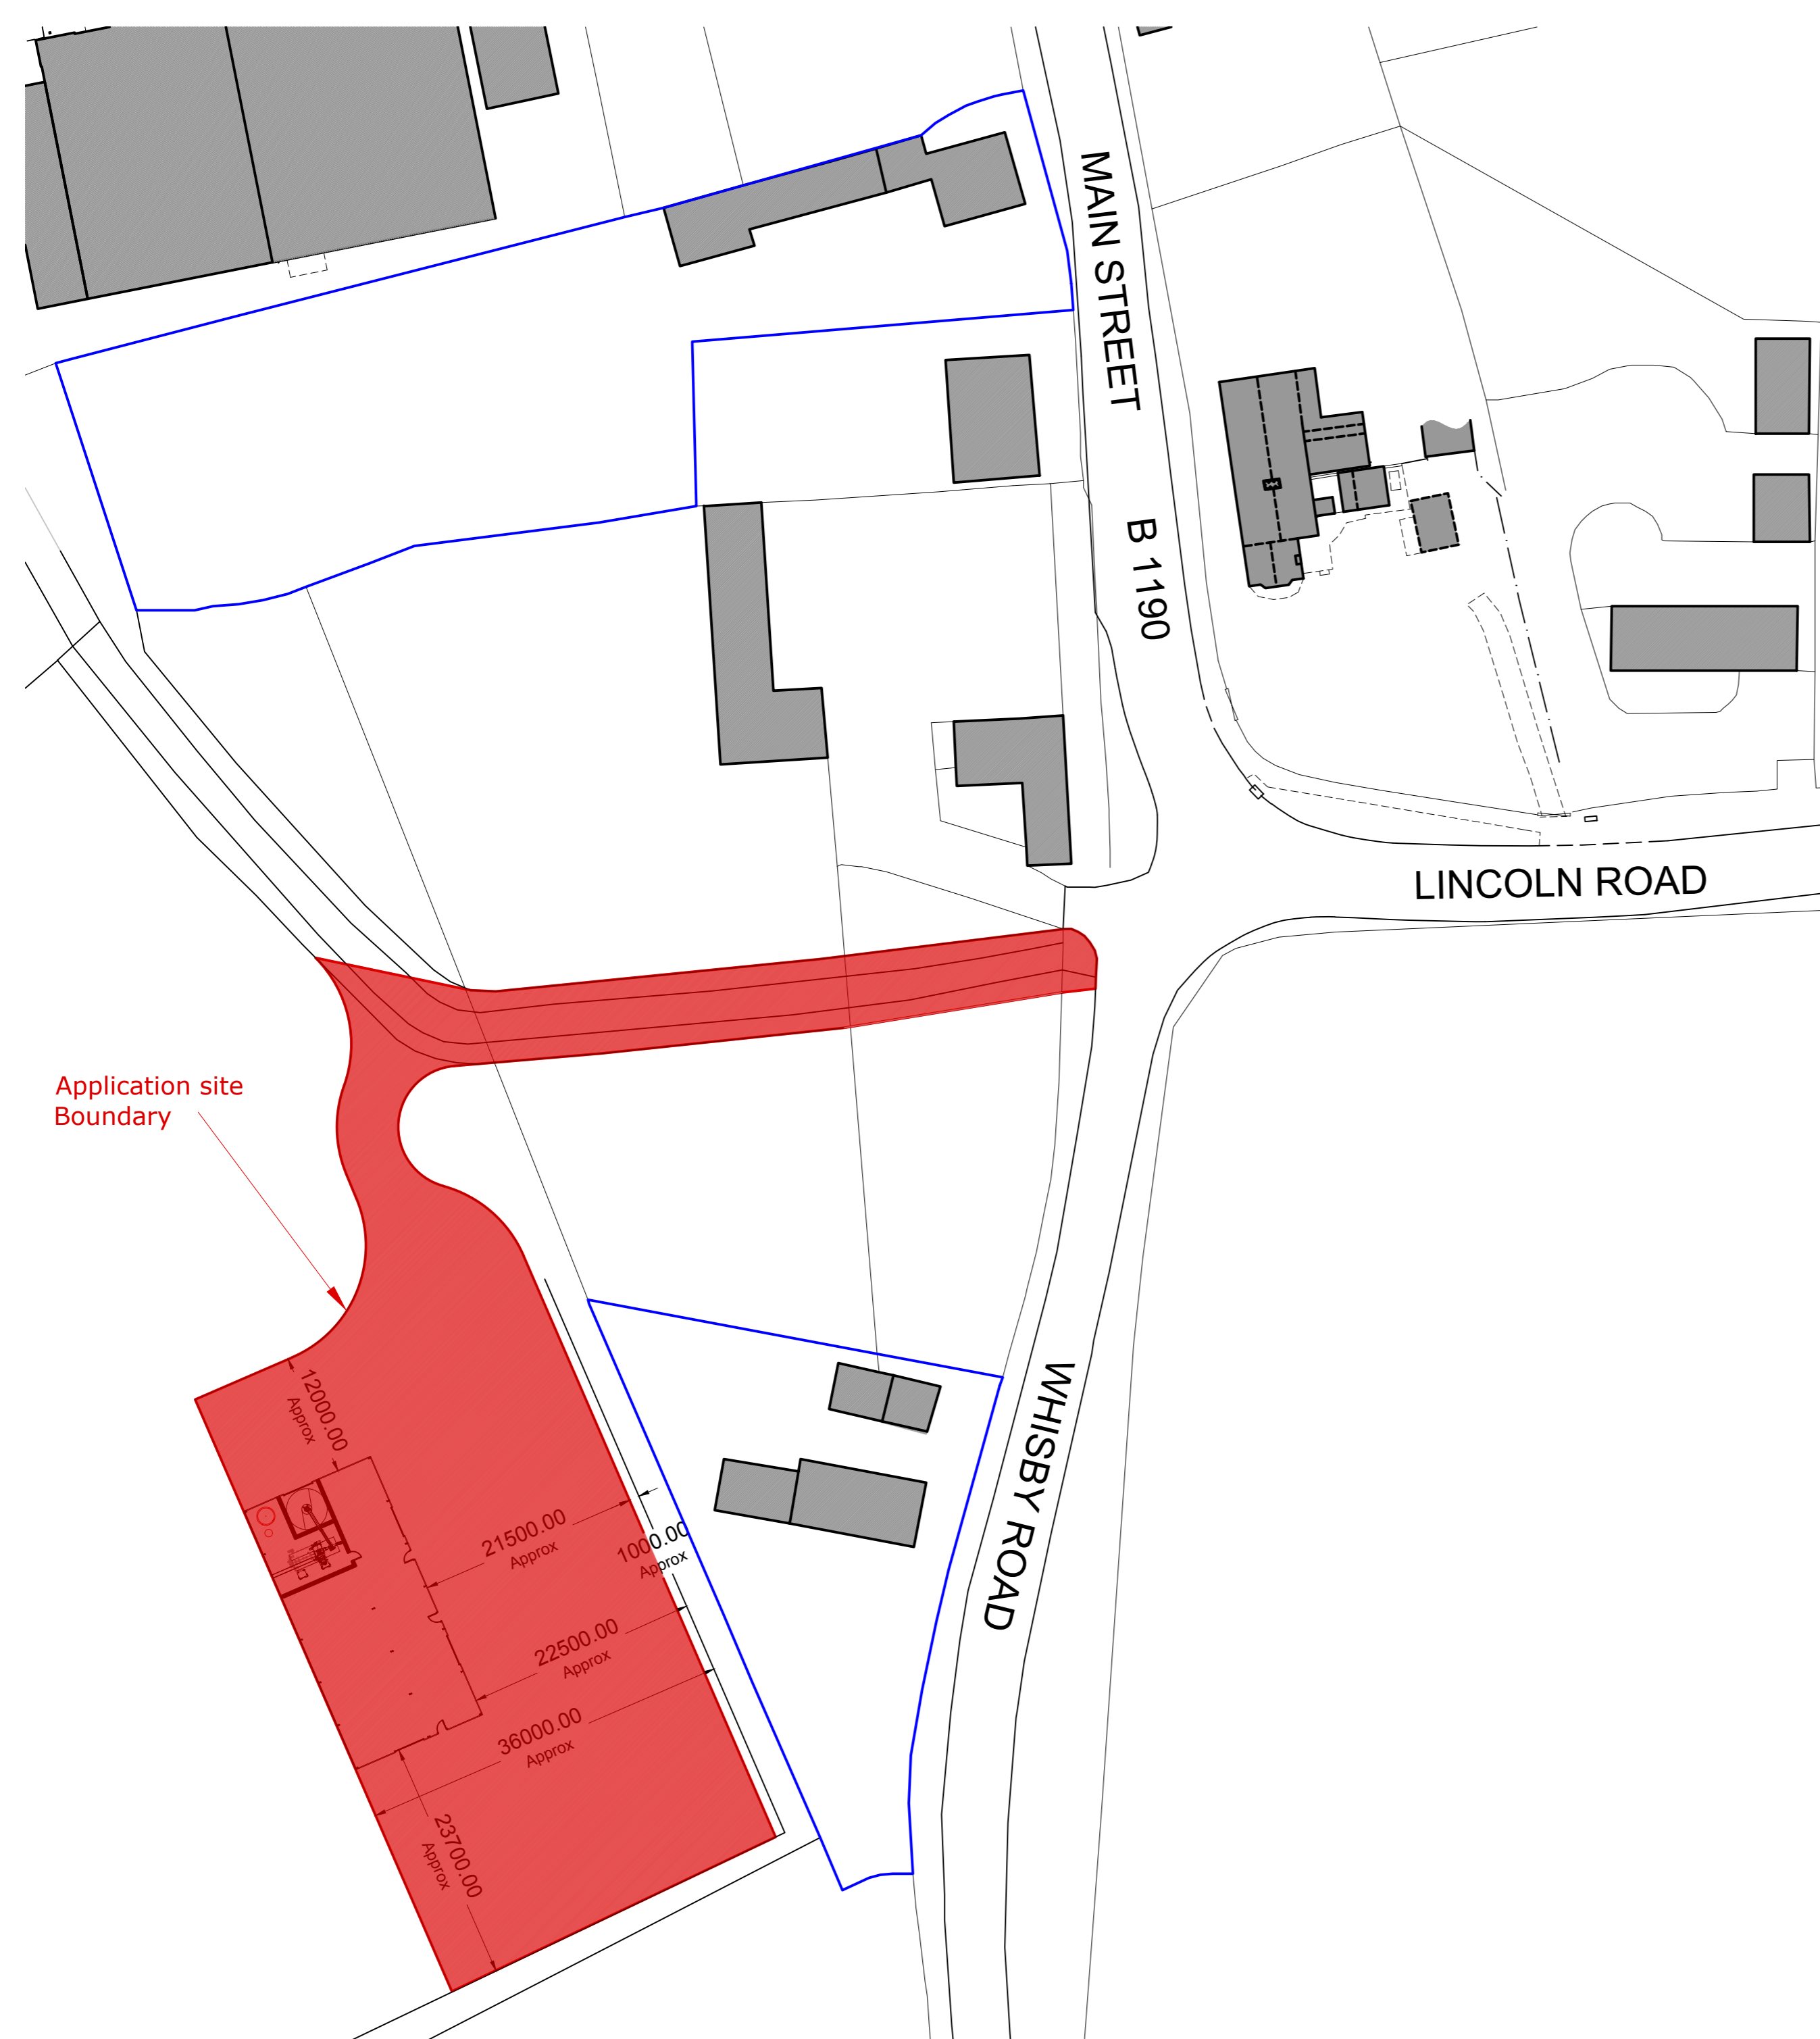 MAIN STREET
B 1190
LINCOLN ROAD
Application site
Boundary
WHISBY ROAD
12000.00
Approx
21500.00
Approx
1000.00
Approx
22500.00
Approx
36000.00
Approx
23700.00
Approx